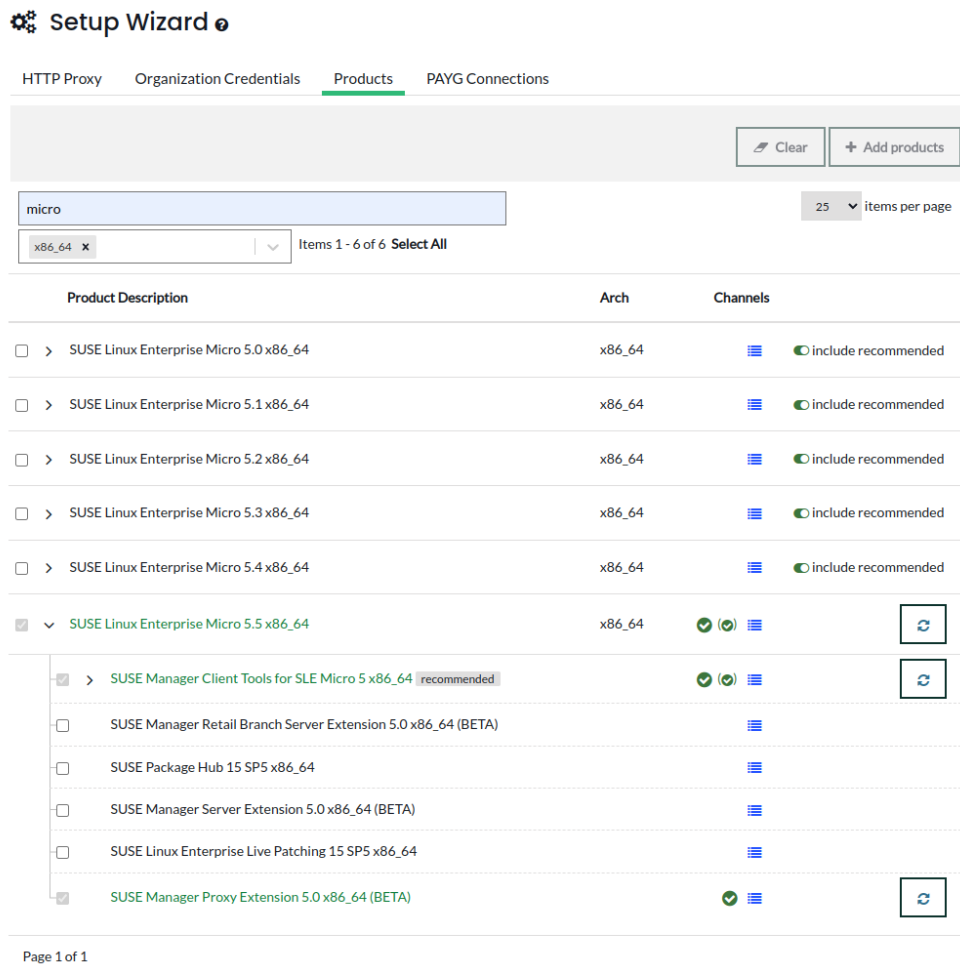 Setup Wizard
HTTP Proxy Organization Credentials Products PAYG Connections
Clear + Add products
micro
25 items per page
x86_64 × Items 1 - 6 of 6 Select All
Product Description Arch Channels
SUSE Linux Enterprise Micro 5.0 x86_64 x86_64 include recommended
SUSE Linux Enterprise Micro 5.1 x86_64 x86_64 include recommended
SUSE Linux Enterprise Micro 5.2 x86_64 x86_64 include recommended
SUSE Linux Enterprise Micro 5.3 x86_64 x86_64 include recommended
SUSE Linux Enterprise Micro 5.4 x86_64 x86_64 include recommended
SUSE Linux Enterprise Micro 5.5 x86_64 x86_64
SUSE Manager Client Tools for SLE Micro 5 x86_64 recommended
SUSE Manager Retail Branch Server Extension 5.0 x86_64 (BETA)
SUSE Package Hub 15 SP5 x86_64
SUSE Manager Server Extension 5.0 x86_64 (BETA)
SUSE Linux Enterprise Live Patching 15 SP5 x86_64
SUSE Manager Proxy Extension 5.0 x86_64 (BETA)
Page 1 of 1